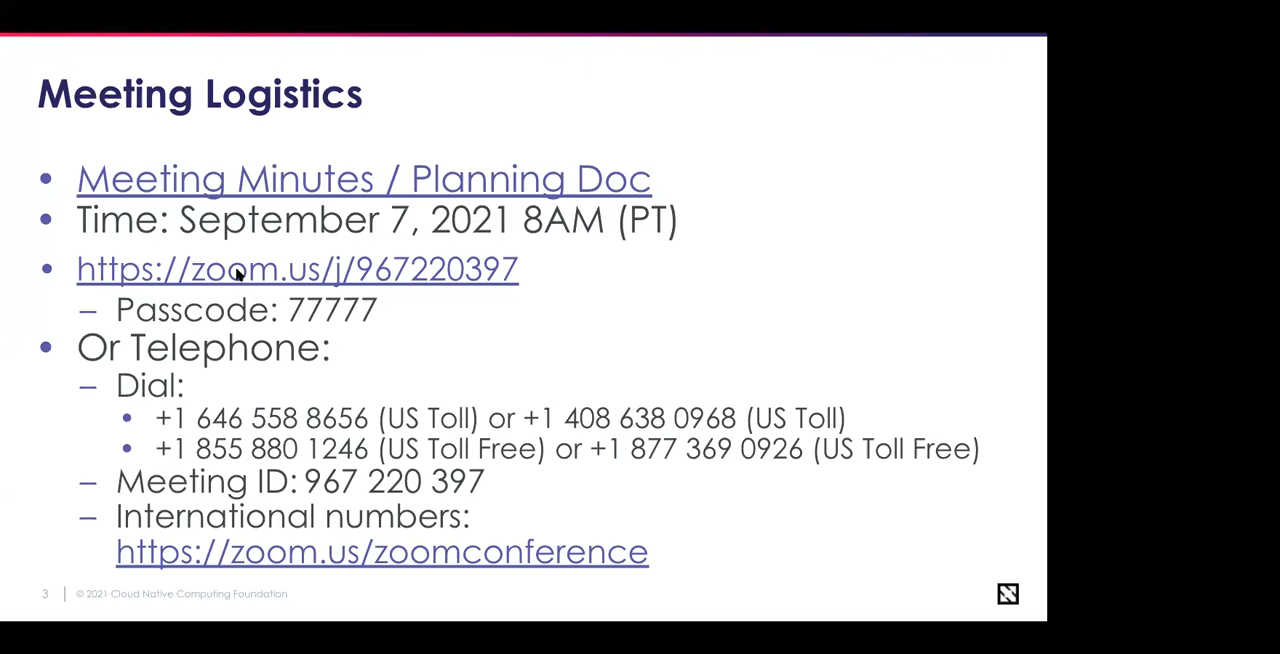 Meeting Logistics
• Meeting Minutes / Planning Doc
• Time: September 7, 2021 8AM (PT)
• https://zoom.us/j/967220397
– Passcode: 77777
• Or Telephone:
– Dial:
• +1 646 558 8656 (US Toll) or +1 408 638 0968 (US Toll)
• +1 855 880 1246 (US Toll Free) or +1 877 369 0926 (US Toll Free)
– Meeting ID: 967 220 397
– International numbers:
https://zoom.us/zoomconference
3 | © 2021 Cloud Native Computing Foundation